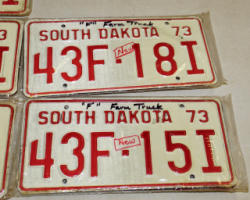 "F" Farm Truck
SOUTH DAKOTA 73
New
43F-18I
"F" Farm Truck
SOUTH DAKOTA 73
43F-15I
New